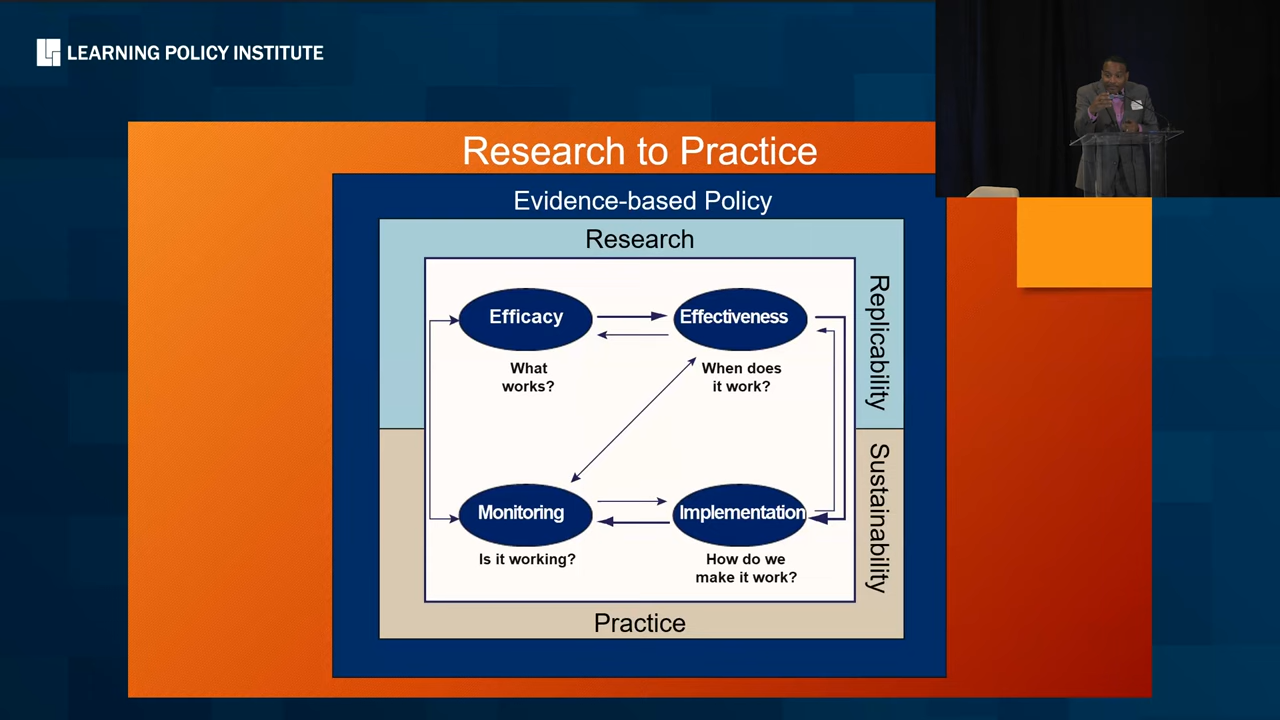 LEARNING POLICY INSTITUTE
Research to Practice
Evidence-based Policy
Research
Efficacy
Effectiveness
What
works?
When does
it work?
Replicability
Monitoring
Implementation
Is it working?
How do we
make it work?
Sustainability
Practice